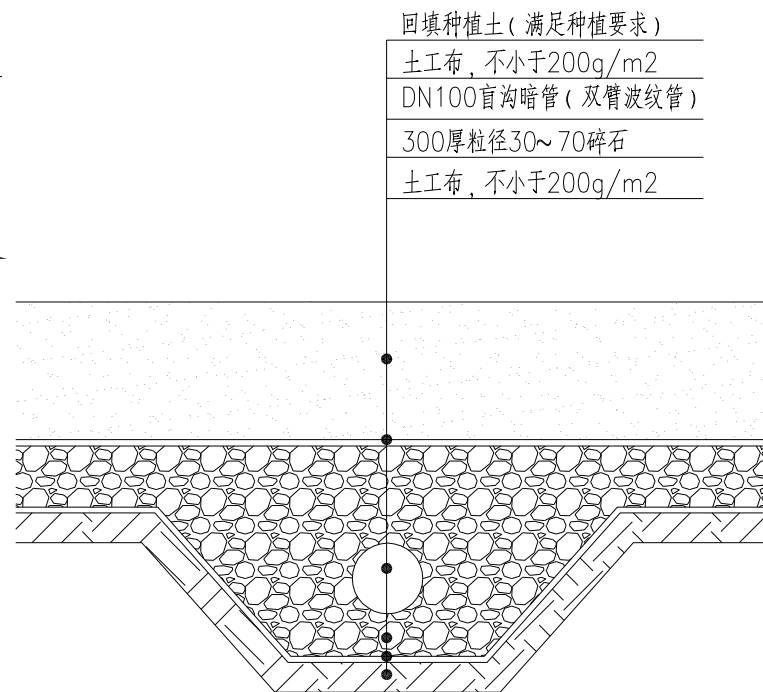 回填种植土(满足种植要求)
土工布,不小于200g/m2
DN100盲沟暗管(双臂波纹管)
300厚粒径30~70碎石
土工布,不小于200g/m2